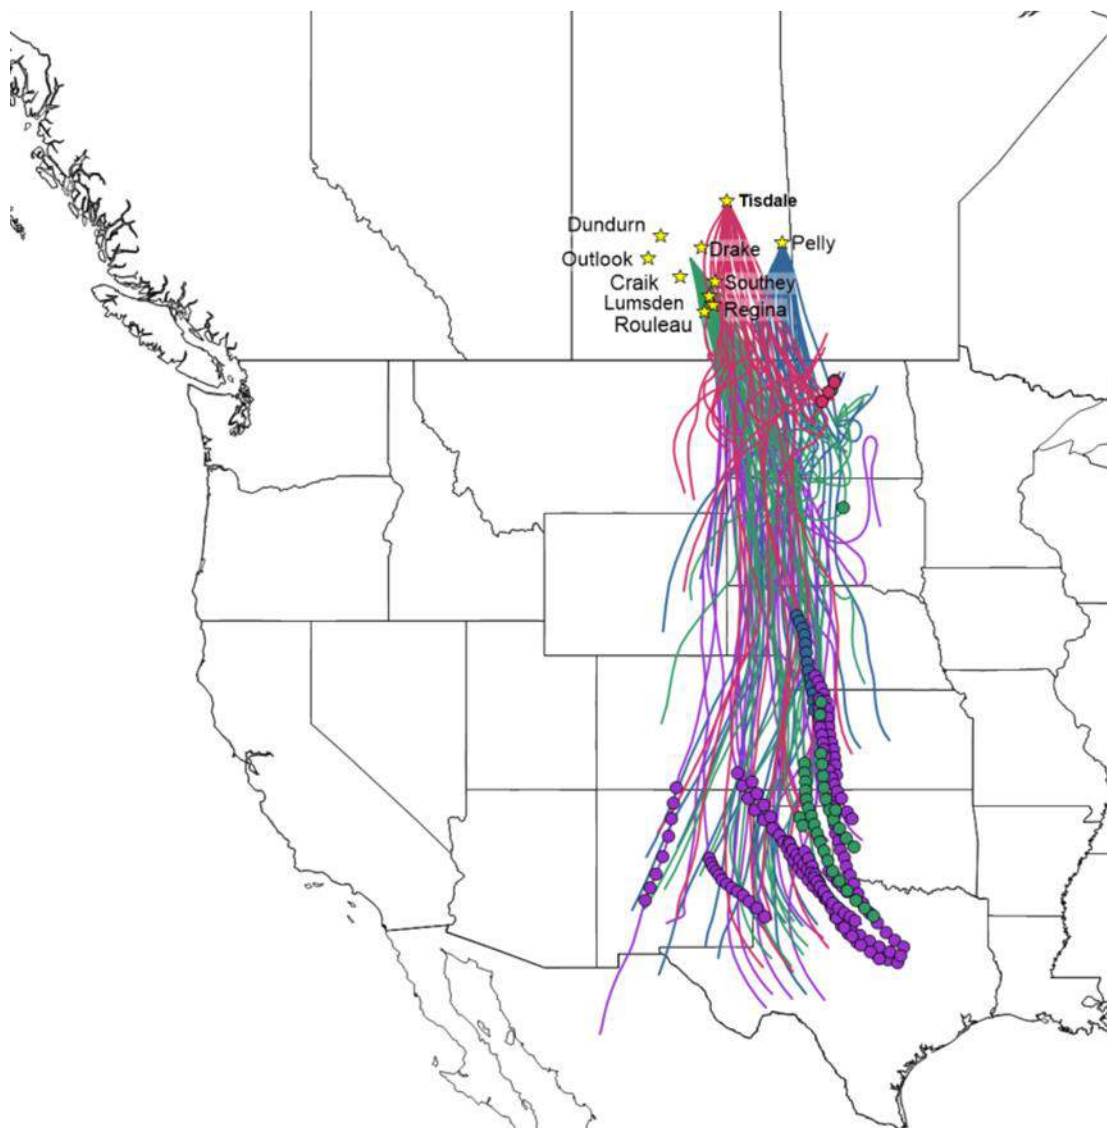 Tisdale
Dundurn
Drake
Pelly
Outlook
Craik
Southey
Lumsden
Regina
Rouleau